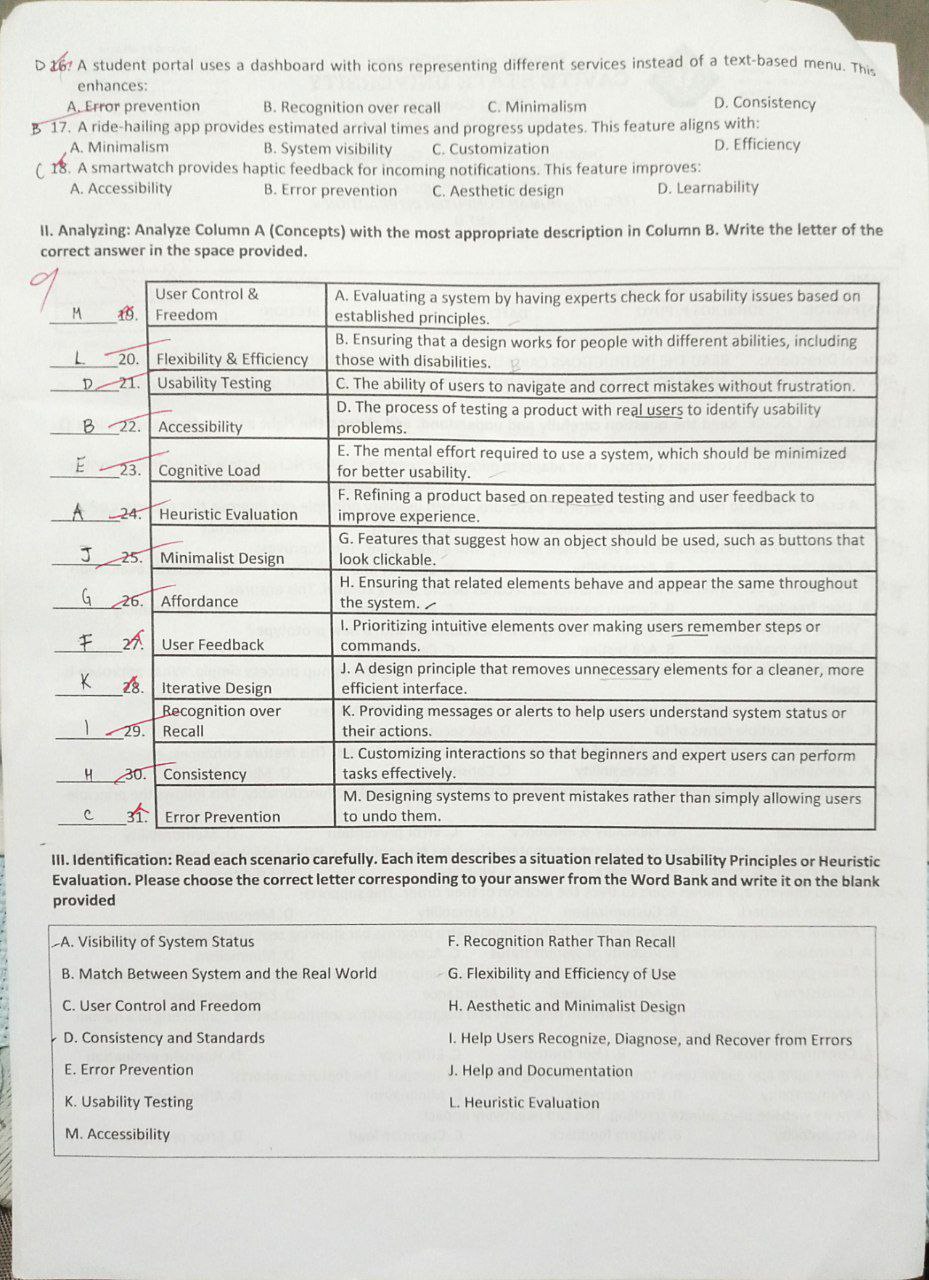 D 16. A student portal uses a dashboard with icons representing different services instead of a text-based menu. This
enhances:
A. Error prevention B. Recognition over recall C. Minimalism D. Consistency
B 17. A ride-hailing app provides estimated arrival times and progress updates. This feature aligns with:
A. Minimalism B. System visibility C. Customization D. Efficiency
C 18. A smartwatch provides haptic feedback for incoming notifications. This feature improves:
A. Accessibility B. Error prevention C. Aesthetic design D. Learnability
II. Analyzing: Analyze Column A (Concepts) with the most appropriate description in Column B. Write the letter of the
correct answer in the space provided.
9
M 19. User Control &
Freedom
A. Evaluating a system by having experts check for usability issues based on
established principles.
L 20. Flexibility & Efficiency
B. Ensuring that a design works for people with different abilities, including
those with disabilities. B
D 21. Usability Testing
C. The ability of users to navigate and correct mistakes without frustration.
B 22. Accessibility
D. The process of testing a product with real users to identify usability
problems.
E 23. Cognitive Load
E. The mental effort required to use a system, which should be minimized
for better usability.
A 24. Heuristic Evaluation
F. Refining a product based on repeated testing and user feedback to
improve experience.
J 25. Minimalist Design
G. Features that suggest how an object should be used, such as buttons that
look clickable.
G 26. Affordance
H. Ensuring that related elements behave and appear the same throughout
the system.
F 27. User Feedback
I. Prioritizing intuitive elements over making users remember steps or
commands.
K 28. Iterative Design
J. A design principle that removes unnecessary elements for a cleaner, more
efficient interface.
I 29. Recognition over
Recall
K. Providing messages or alerts to help users understand system status or
their actions.
H 30. Consistency
L. Customizing interactions so that beginners and expert users can perform
tasks effectively.
C 31. Error Prevention
M. Designing systems to prevent mistakes rather than simply allowing users
to undo them.
III. Identification: Read each scenario carefully. Each item describes a situation related to Usability Principles or Heuristic
Evaluation. Please choose the correct letter corresponding to your answer from the Word Bank and write it on the blank
provided
A. Visibility of System Status F. Recognition Rather Than Recall
B. Match Between System and the Real World G. Flexibility and Efficiency of Use
C. User Control and Freedom H. Aesthetic and Minimalist Design
D. Consistency and Standards I. Help Users Recognize, Diagnose, and Recover from Errors
E. Error Prevention J. Help and Documentation
K. Usability Testing L. Heuristic Evaluation
M. Accessibility